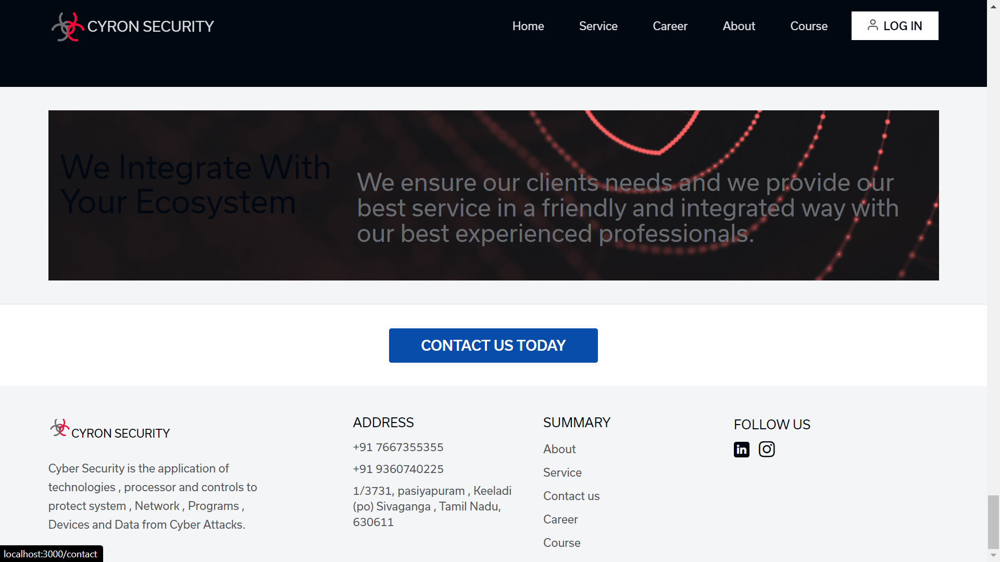 CYRON SECURITY
Home
Service
Career
About
Course
LOG IN
We Integrate With
Your Ecosystem
We ensure our clients needs and we provide our
best service in a friendly and integrated way with
our best experienced professionals.
CONTACT US TODAY
CYRON SECURITY
Cyber Security is the application of
technologies , processor and controls to
protect system , Network , Programs ,
Devices and Data from Cyber Attacks.
ADDRESS
+91 7667355355
+91 9360740225
1/3731, pasiyapuram , Keeladi
(po) Sivaganga , Tamil Nadu,
630611
SUMMARY
About
Service
Contact us
Career
Course
FOLLOW US
in
localhost:3000/contact